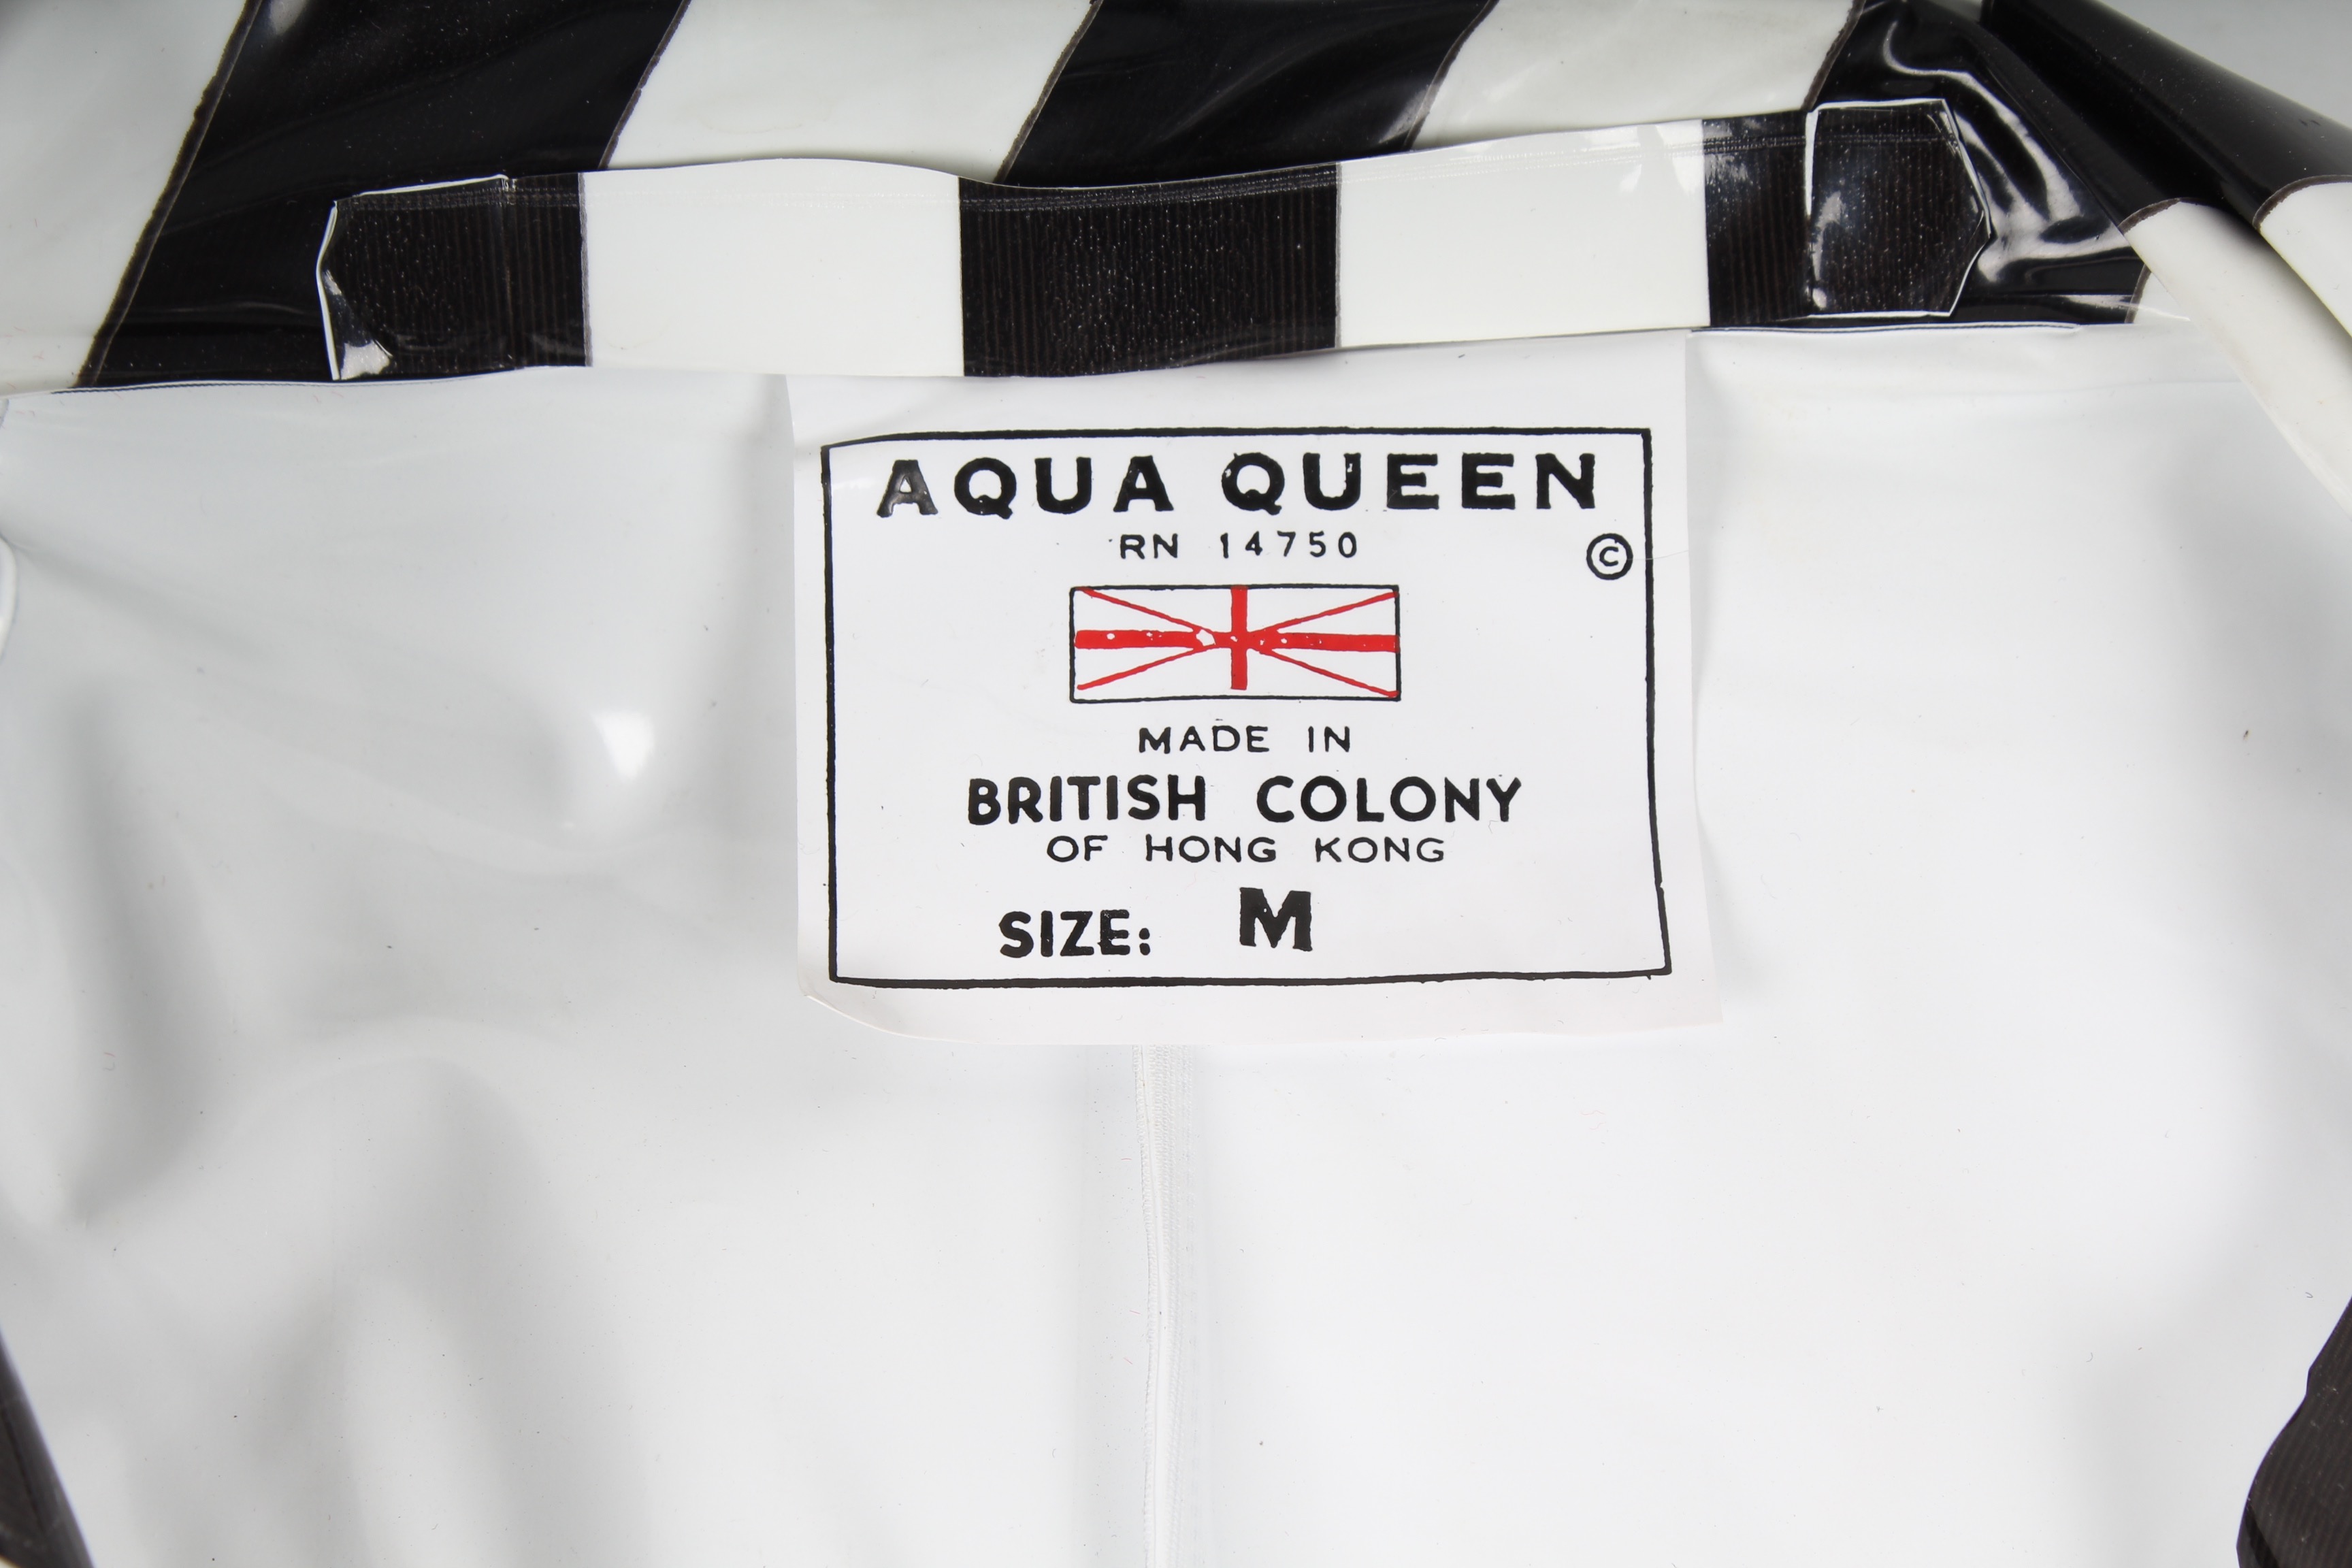 AQUA QUEEN
RN 14750
©
MADE IN
BRITISH COLONY
OF HONG KONG
SIZE: M